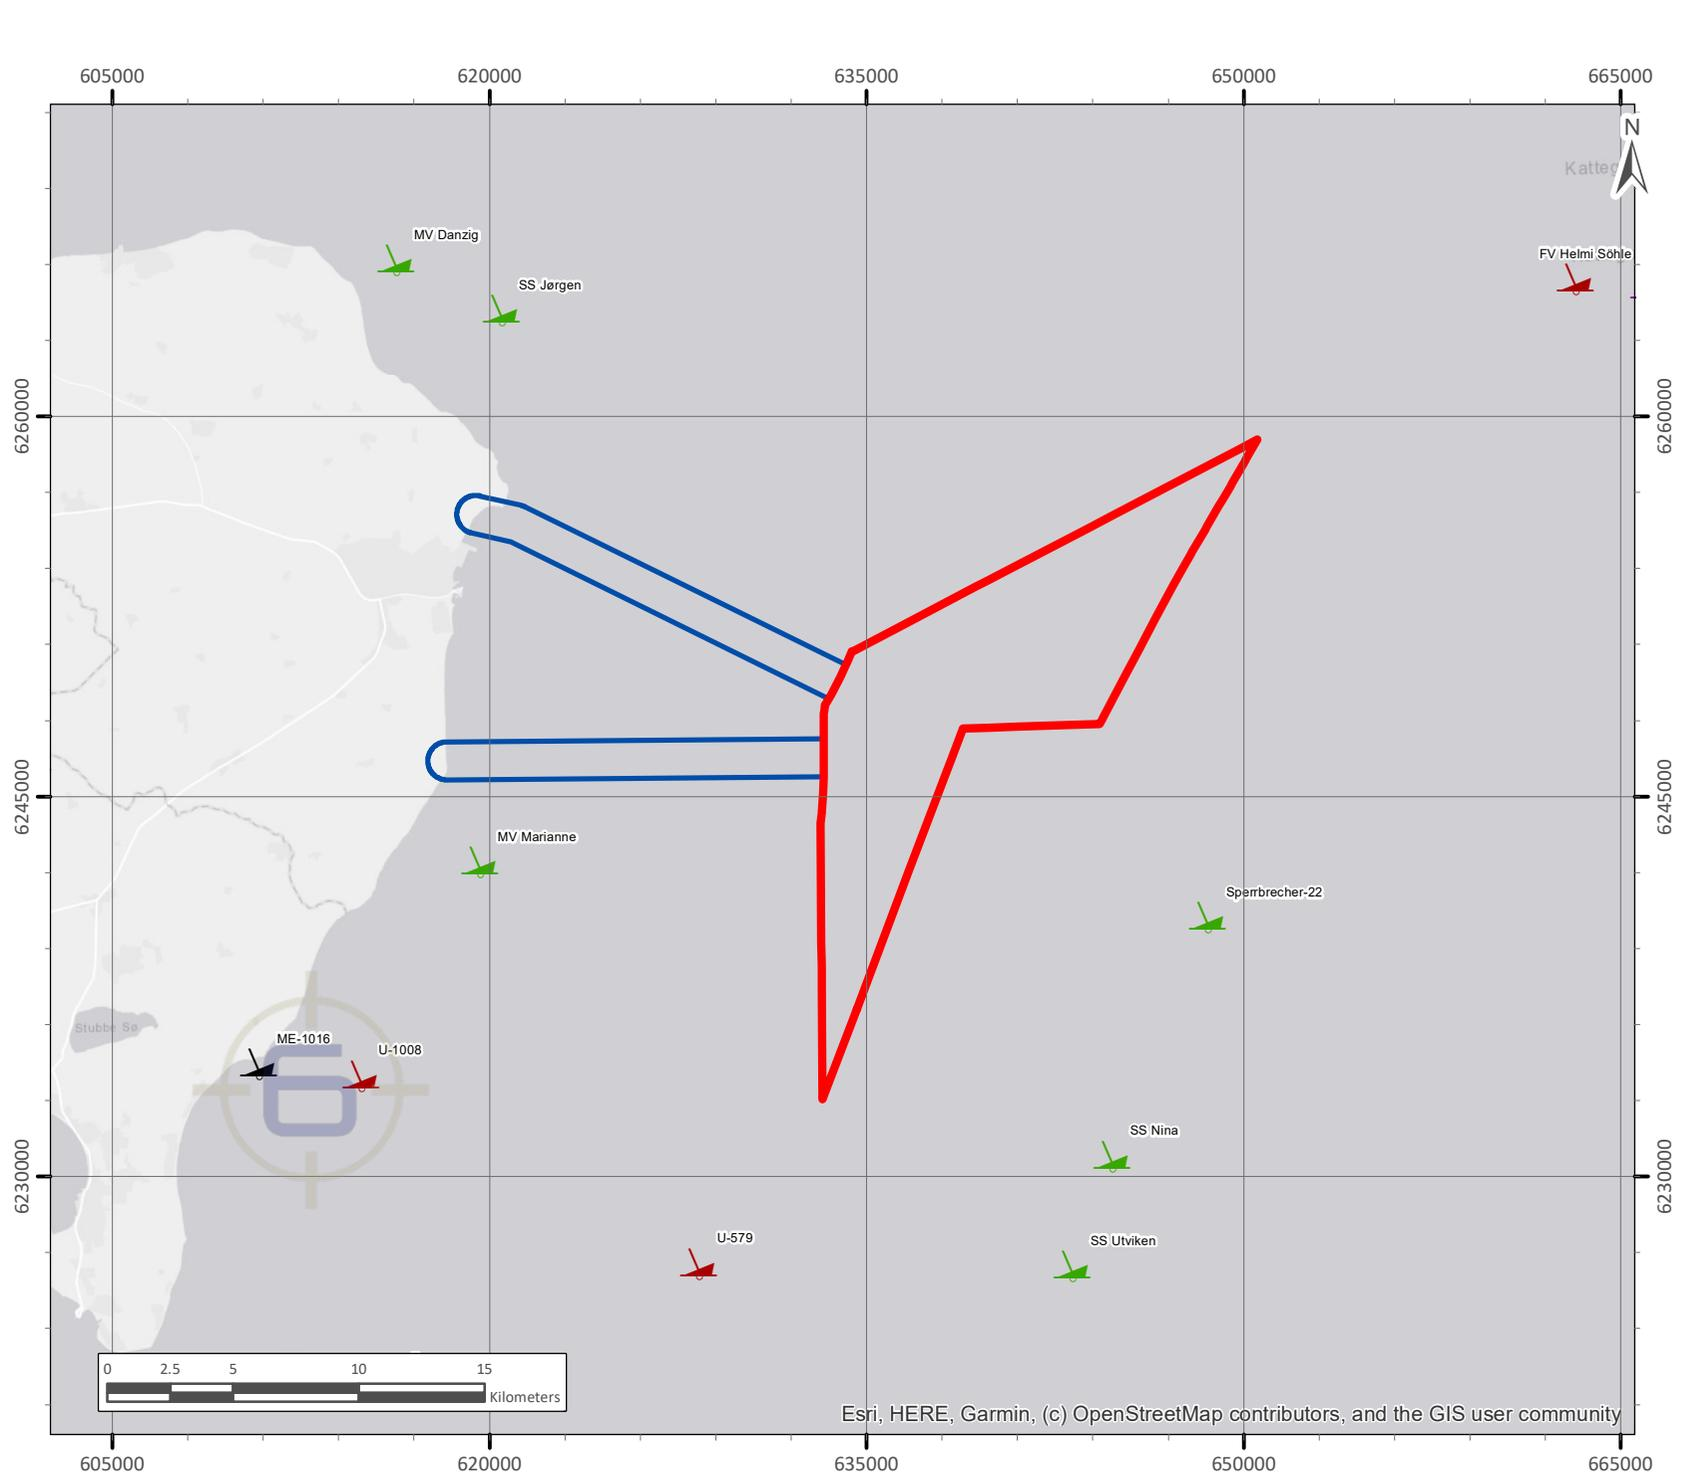 605000 620000 635000 650000 665000
N
Katteg
MV Danzig
FV Helmi Söhle
SS Jørgen
6260000 6260000
6245000 6245000
MV Marianne
Sperrbrecher-22
Stubbe Sø
ME-1016
U-1008
6
SS Nina
6230000 6230000
U-579
SS Utviken
0 2.5 5 10 15
Kilometers
Esri, HERE, Garmin, (c) OpenStreetMap contributors, and the GIS user community
605000 620000 635000 650000 665000